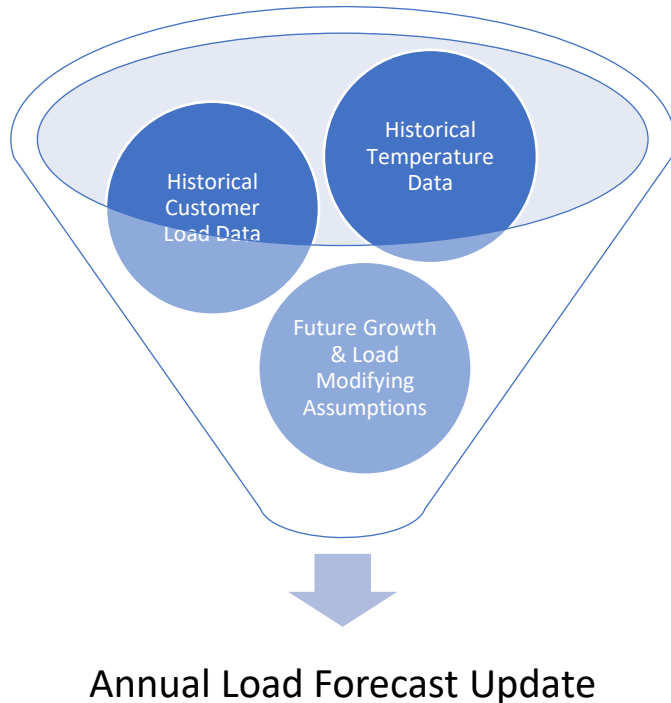 Historical
Temperature
Data
Historical
Customer
Load Data
Future Growth
& Load
Modifying
Assumptions
Annual Load Forecast Update